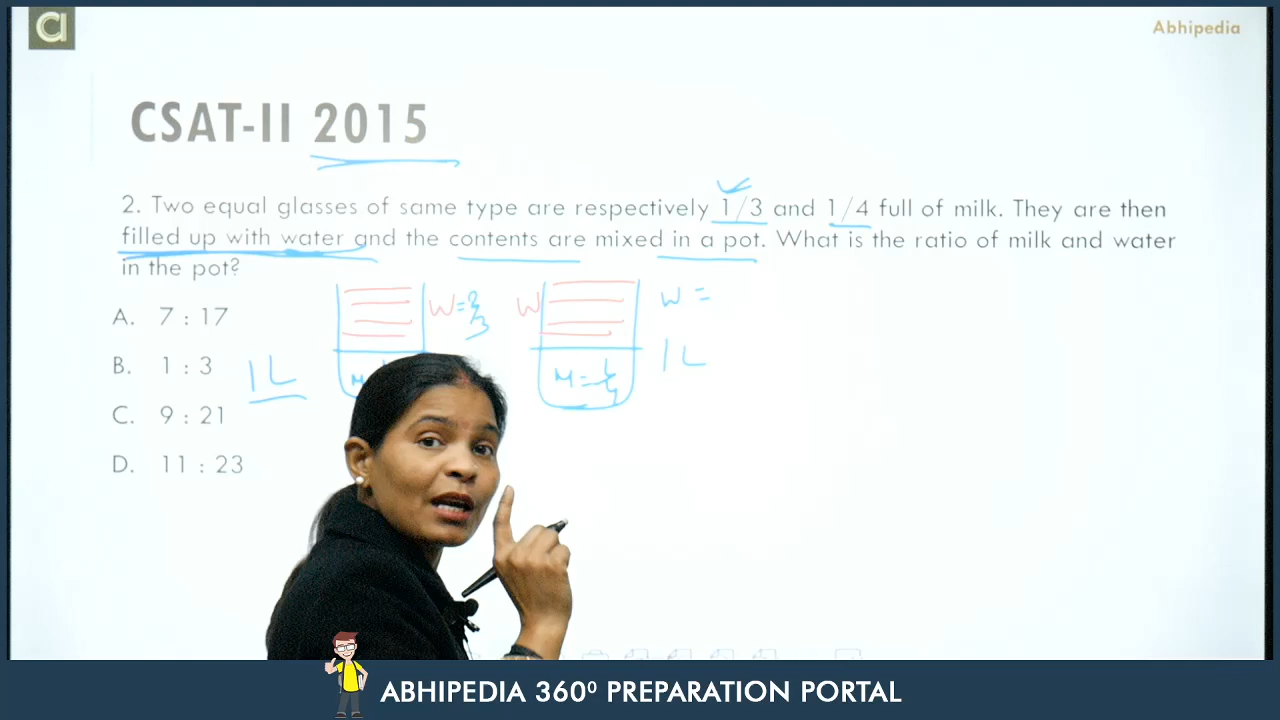 a
Abhipedia
CSAT-II 2015
2. Two equal glasses of same type are respectively 1/3 and 1/4 full of milk. They are then
filled up with water and the contents are mixed in a pot. What is the ratio of milk and water
in the pot?
A. 7 : 17
B. 1 : 3
C. 9 : 21
D. 11 : 23
W = 2/3
W
W =
1L
M =
M = 1/4
1L
ABHIPEDIA 360⁰ PREPARATION PORTAL